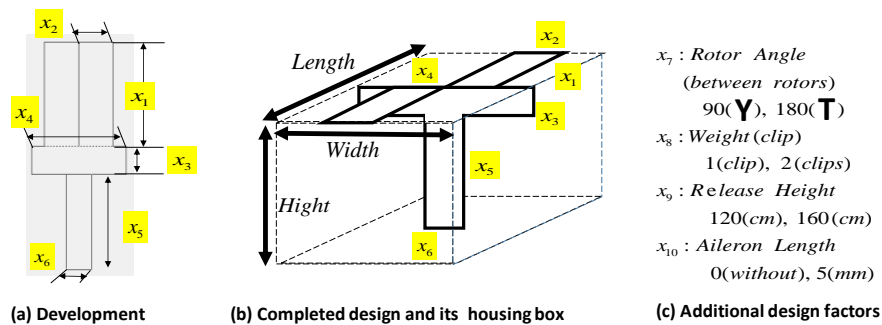 x₂
x₁
x₄
x₃
x₅
x₆
(a) Development
Length
x₂
x₄
x₁
x₃
Width
x₅
Hight
x₆
(b) Completed design and its housing box
x₇ : Rotor Angle
(between rotors)
90(Y), 180(T)
x₈ : Weight(clip)
1(clip), 2(clips)
x₉ : Release Height
120(cm), 160(cm)
x₁₀ : Aileron Length
0(without), 5(mm)
(c) Additional design factors